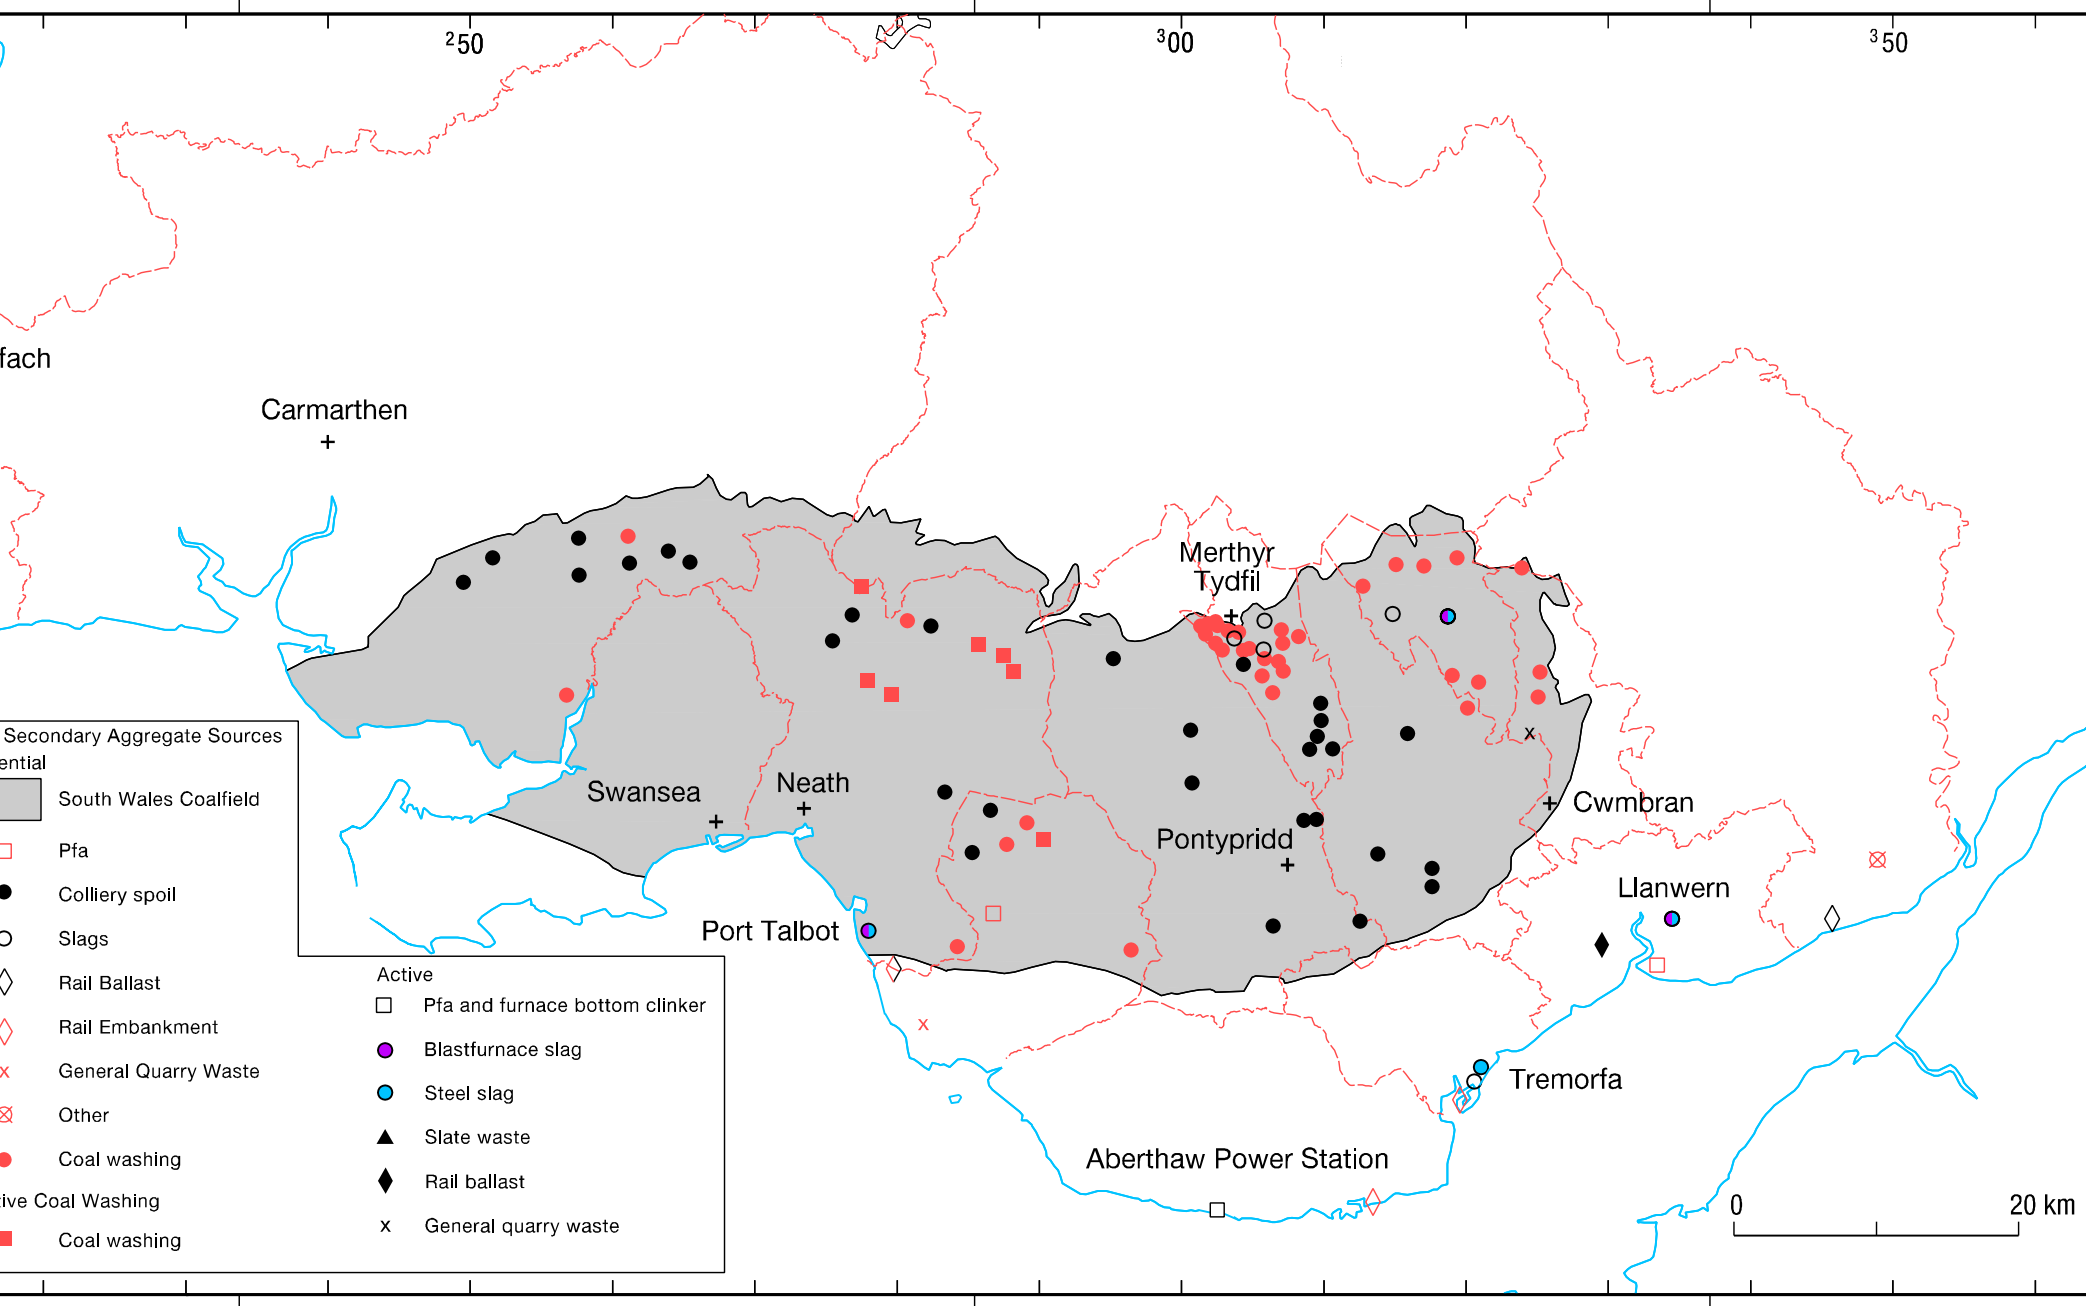 ²50
³00
³50
fach
Carmarthen
Merthyr
Tydfil
Swansea
Neath
Pontypridd
Cwmbran
Llanwern
Port Talbot
Tremorfa
Aberthaw Power Station
0
20 km
Secondary Aggregate Sources
ential
South Wales Coalfield
Pfa
Colliery spoil
Slags
Rail Ballast
Rail Embankment
General Quarry Waste
Other
Coal washing
ive Coal Washing
Coal washing
Active
Pfa and furnace bottom clinker
Blastfurnace slag
Steel slag
Slate waste
Rail ballast
General quarry waste